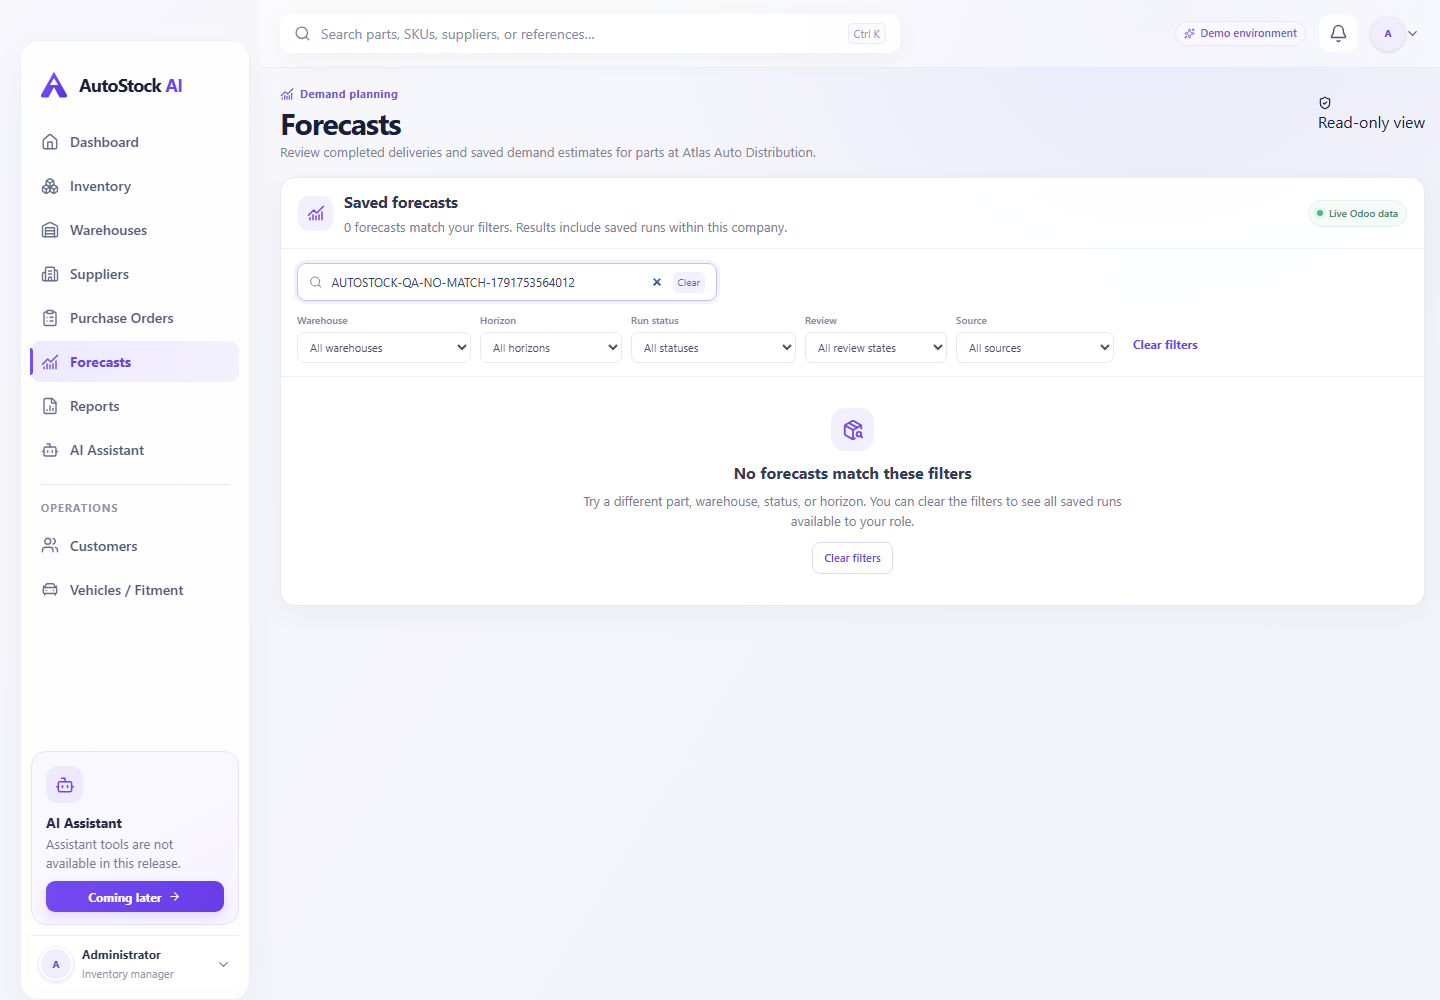 AutoStock AI
Dashboard
Inventory
Warehouses
Suppliers
Purchase Orders
Forecasts
Reports
AI Assistant
OPERATIONS
Customers
Vehicles / Fitment
AI Assistant
Assistant tools are not
available in this release.
Coming later
A
Administrator
Inventory manager
Search parts, SKUs, suppliers, or references...
Ctrl K
Demo environment
A
Demand planning
Forecasts
Review completed deliveries and saved demand estimates for parts at Atlas Auto Distribution.
Read-only view
Saved forecasts
0 forecasts match your filters. Results include saved runs within this company.
Live Odoo data
AUTOSTOCK-QA-NO-MATCH-1791753564012
Clear
Warehouse
All warehouses
Horizon
All horizons
Run status
All statuses
Review
All review states
Source
All sources
Clear filters
No forecasts match these filters
Try a different part, warehouse, status, or horizon. You can clear the filters to see all saved runs
available to your role.
Clear filters